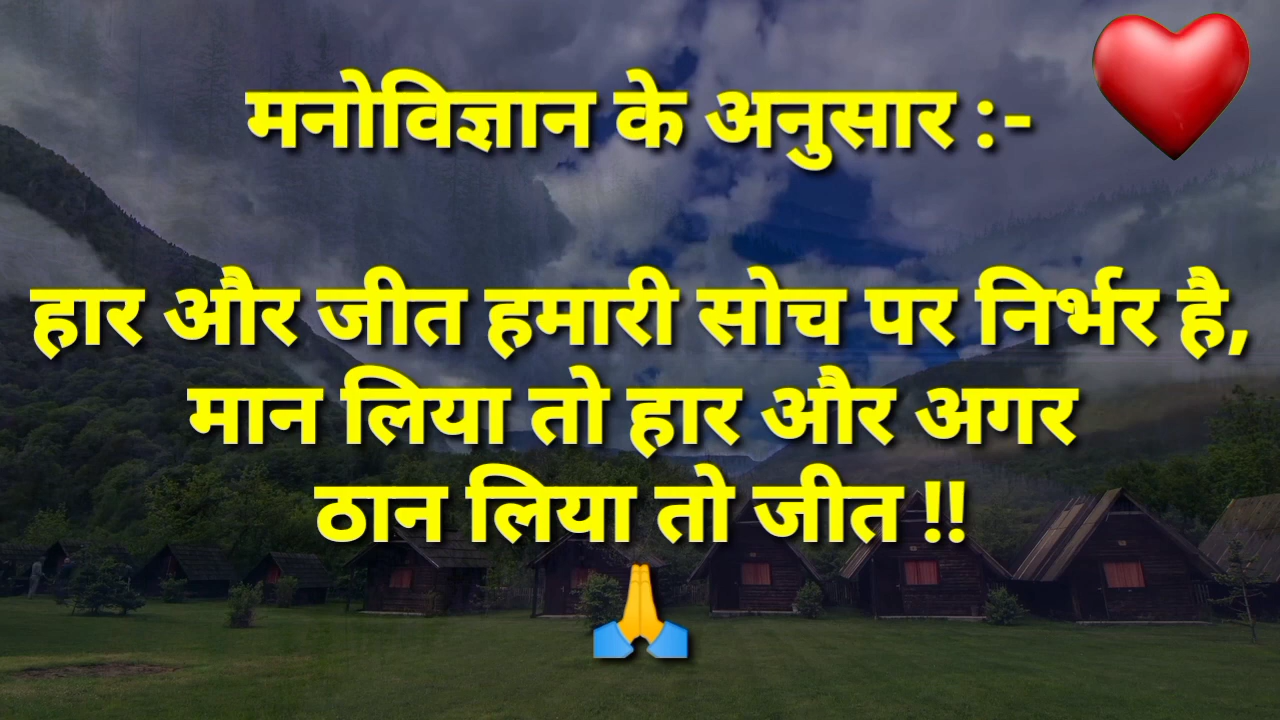 मनोविज्ञान के अनुसार :-
हार और जीत हमारी सोच पर निर्भर है,
मान लिया तो हार और अगर
ठान लिया तो जीत !!